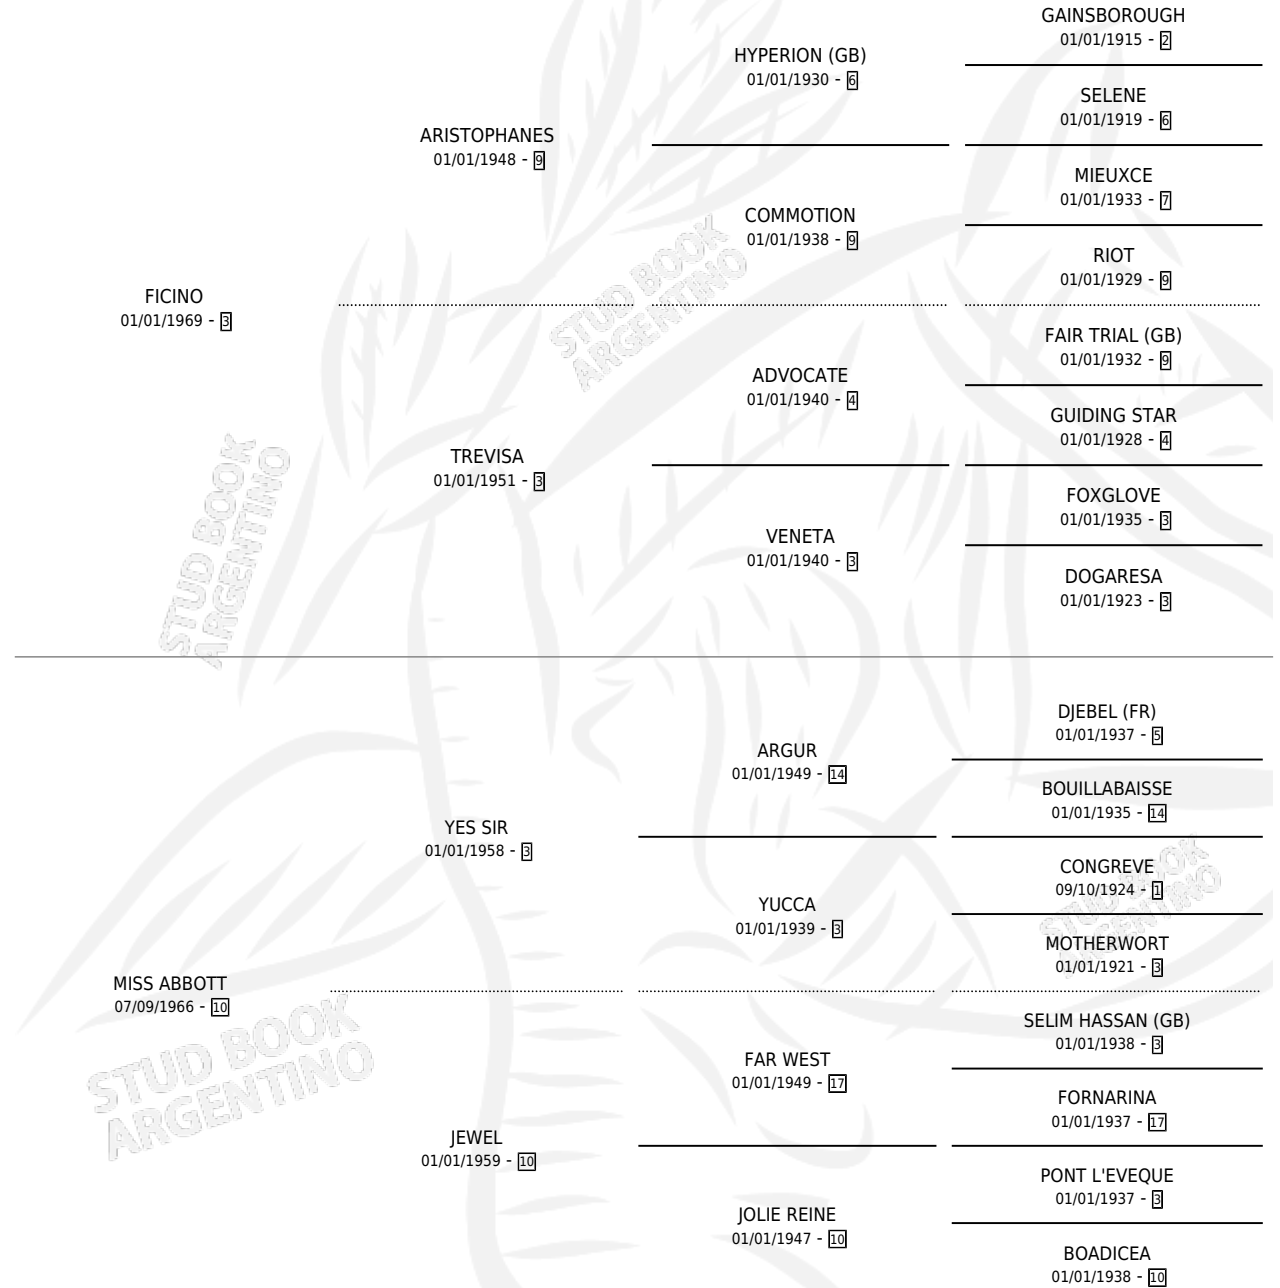 GAINSBOROUGH
01/01/1915 - 2
HYPERION (GB)
01/01/1930 - 6
SELENE
01/01/1919 - 6
ARISTOPHANES
01/01/1948 - 9
MIEUXCE
01/01/1933 - 7
COMMOTION
01/01/1938 - 9
RIOT
01/01/1929 - 9
FICINO
01/01/1969 - 3
FAIR TRIAL (GB)
01/01/1932 - 9
ADVOCATE
01/01/1940 - 4
GUIDING STAR
01/01/1928 - 4
TREVISA
01/01/1951 - 3
FOXGLOVE
01/01/1935 - 3
VENETA
01/01/1940 - 3
DOGARESA
01/01/1923 - 3
DJEBEL (FR)
01/01/1937 - 5
ARGUR
01/01/1949 - 14
BOUILLABAISSE
01/01/1935 - 14
YES SIR
01/01/1958 - 3
CONGREVE
09/10/1924 - 1
YUCCA
01/01/1939 - 3
MOTHERWORT
01/01/1921 - 3
MISS ABBOTT
07/09/1966 - 10
SELIM HASSAN (GB)
01/01/1938 - 3
FAR WEST
01/01/1949 - 17
FORNARINA
01/01/1937 - 17
JEWEL
01/01/1959 - 10
PONT L'EVEQUE
01/01/1937 - 3
JOLIE REINE
01/01/1947 - 10
BOADICEA
01/01/1938 - 10
STUD BOOK
ARGENTINO
STUD BOOK
ARGENTINO
STUD BOOK
ARGENTINO
STUD BOOK
ARGENTINO